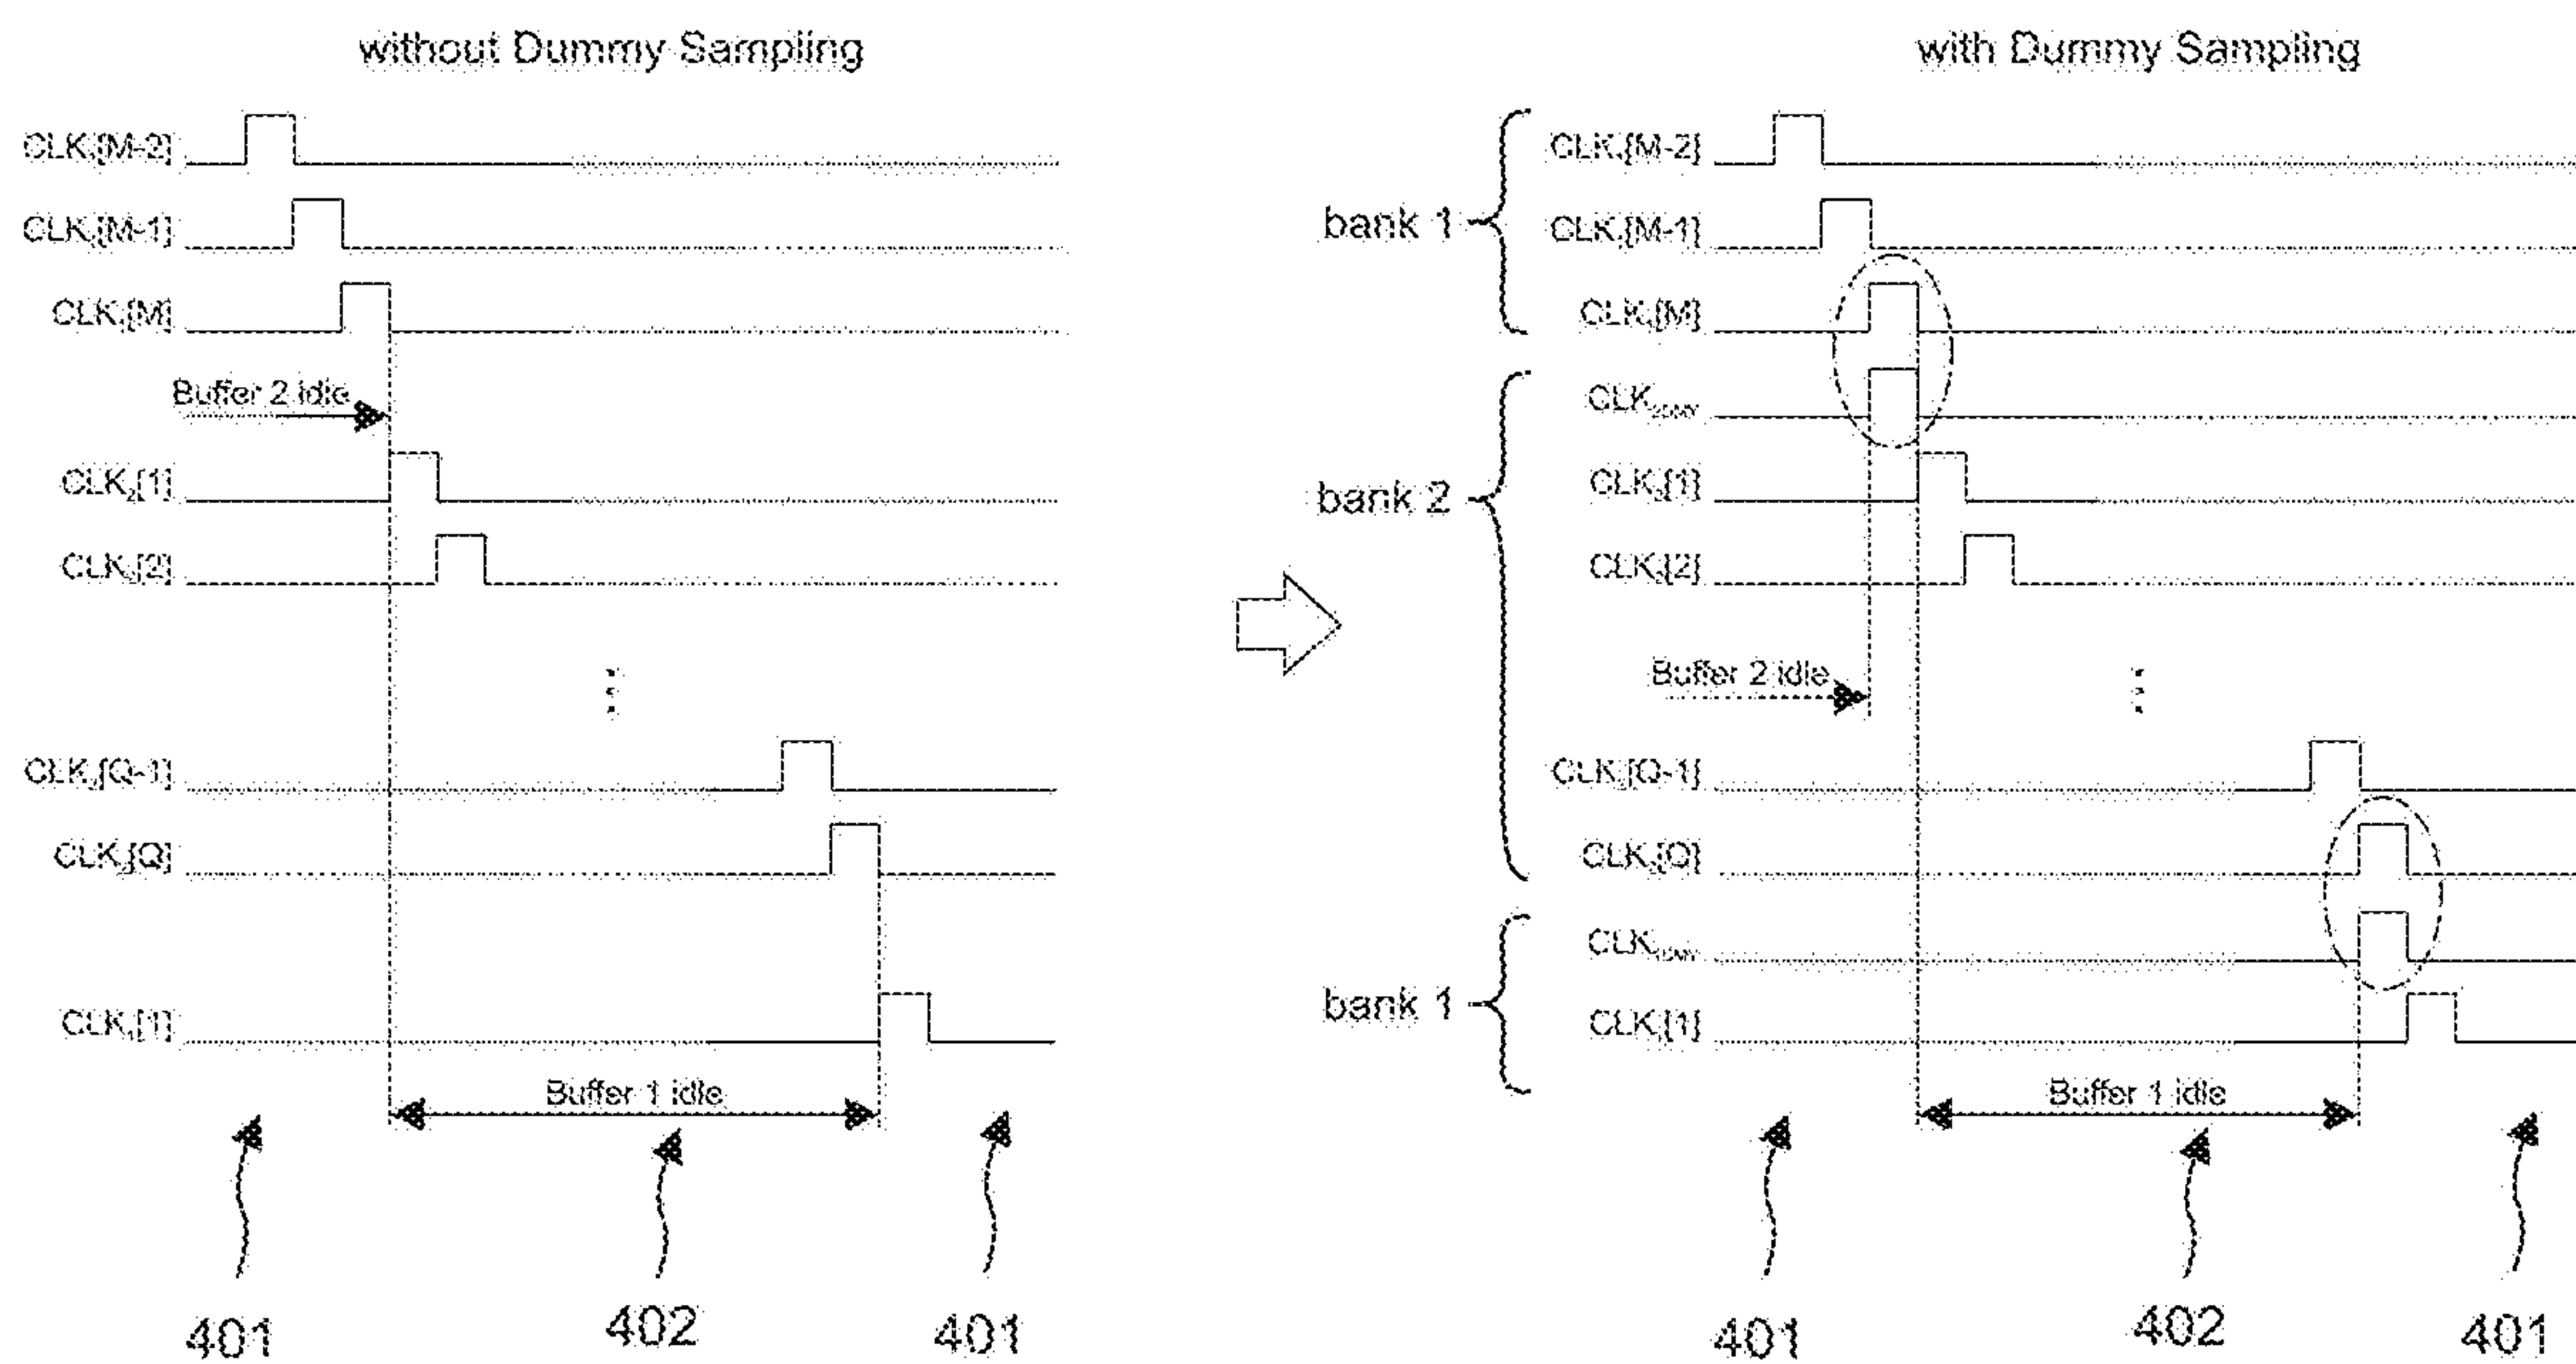 without Dummy Sampling
CLK₁[M-2]
CLK₁[M-1]
CLK₁[M]
Buffer 2 idle
CLK₂[1]
CLK₂[2]
⋮
CLK₂[Q-1]
CLK₂[Q]
CLK₁[1]
Buffer 1 idle
401
402
401
with Dummy Sampling
bank 1
CLK₁[M-2]
CLK₁[M-1]
CLK₁[M]
bank 2
CLK₂DMY
CLK₂[1]
CLK₂[2]
Buffer 2 idle
⋮
CLK₂[Q-1]
CLK₂[Q]
bank 1
CLK₁DMY
CLK₁[1]
Buffer 1 idle
401
402
401